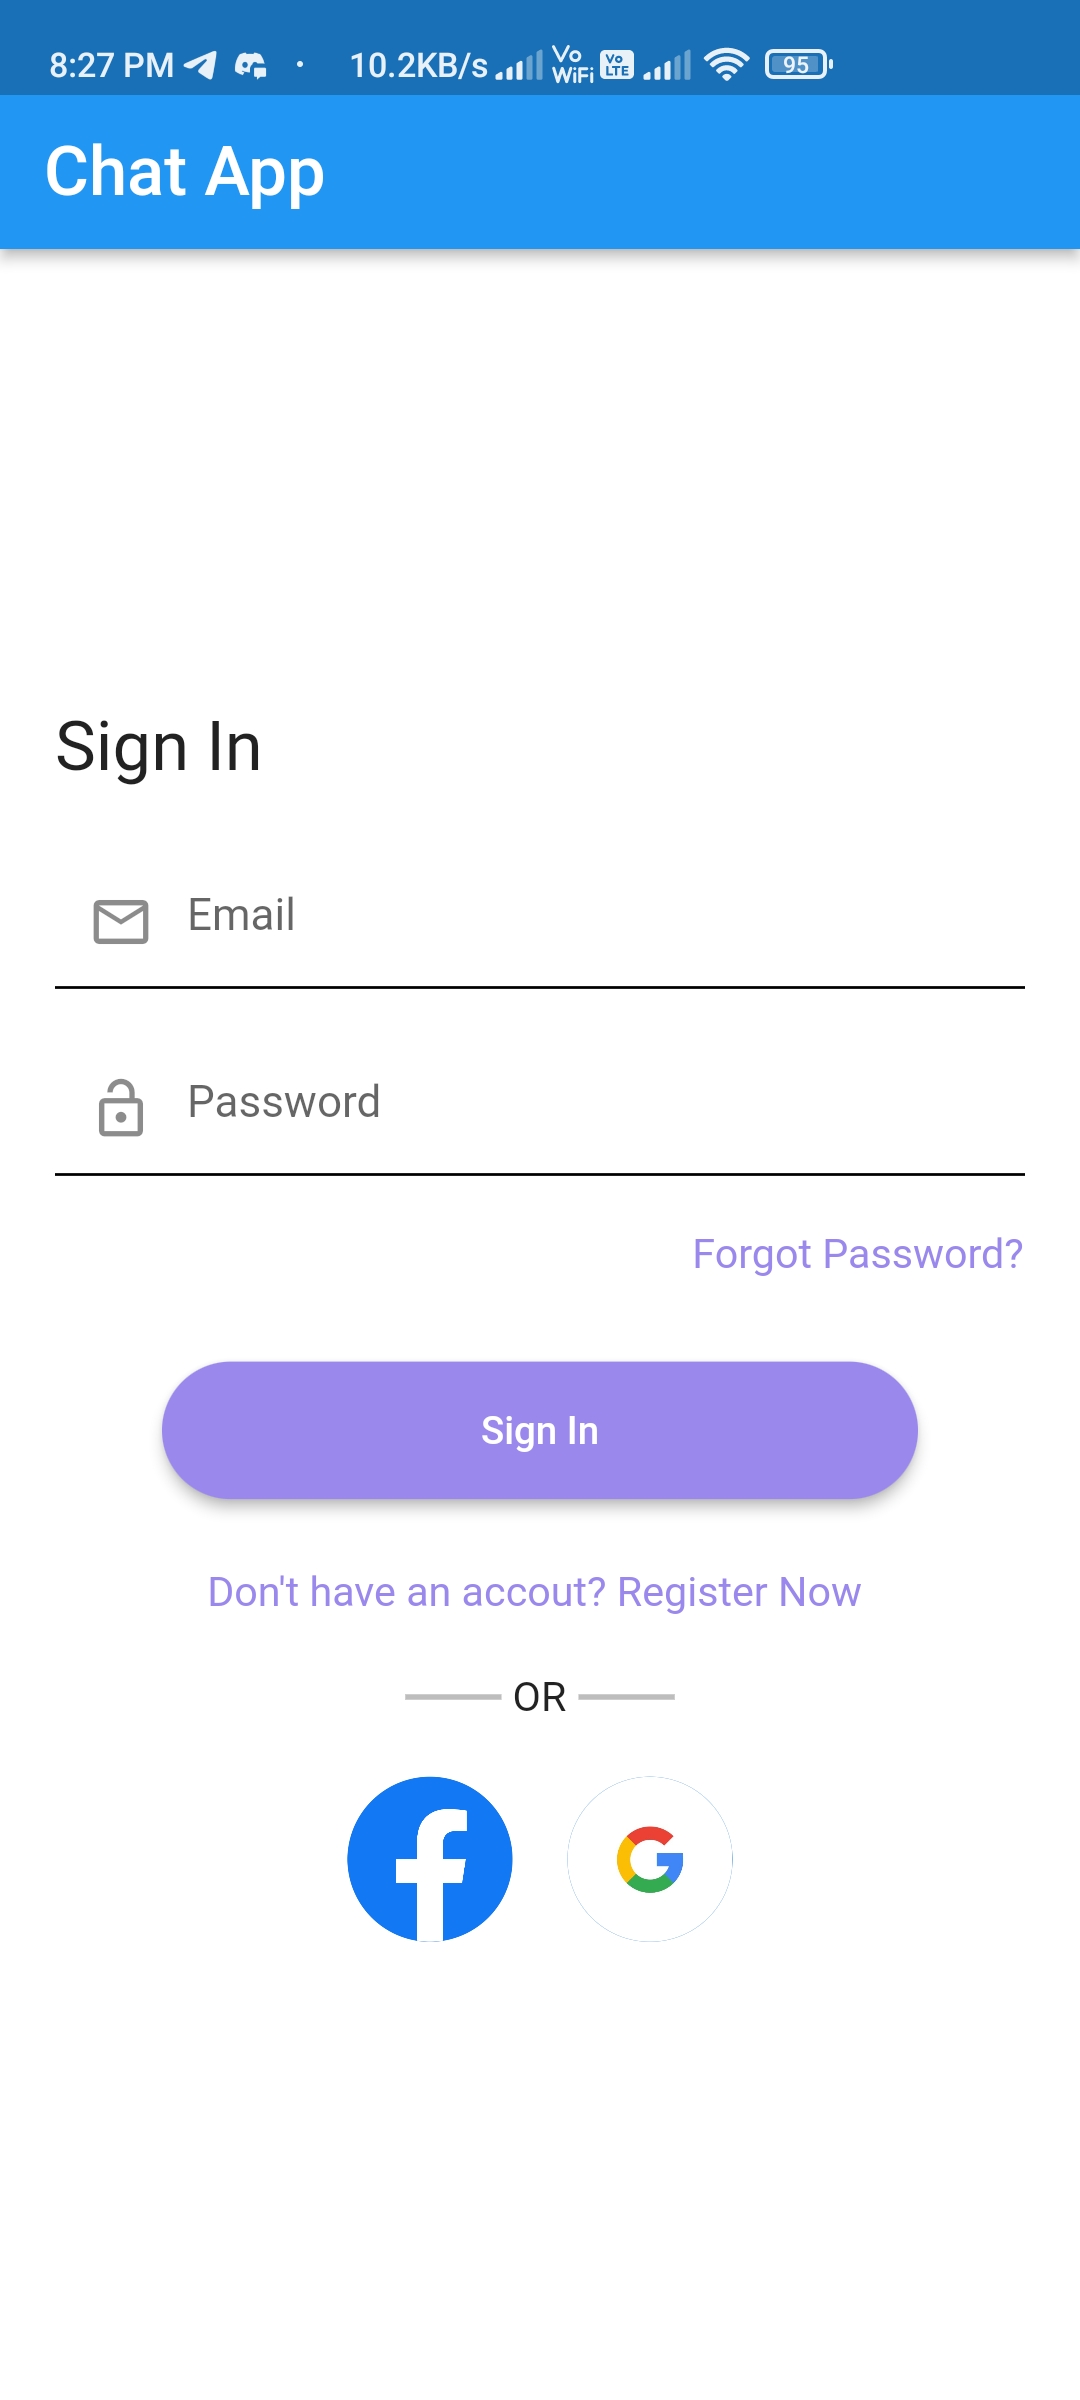 8:27 PM 10.2KB/s Vo WiFi Vo LTE 95
Chat App
Sign In
Email
Password
Forgot Password?
Sign In
Don't have an accout? Register Now
OR